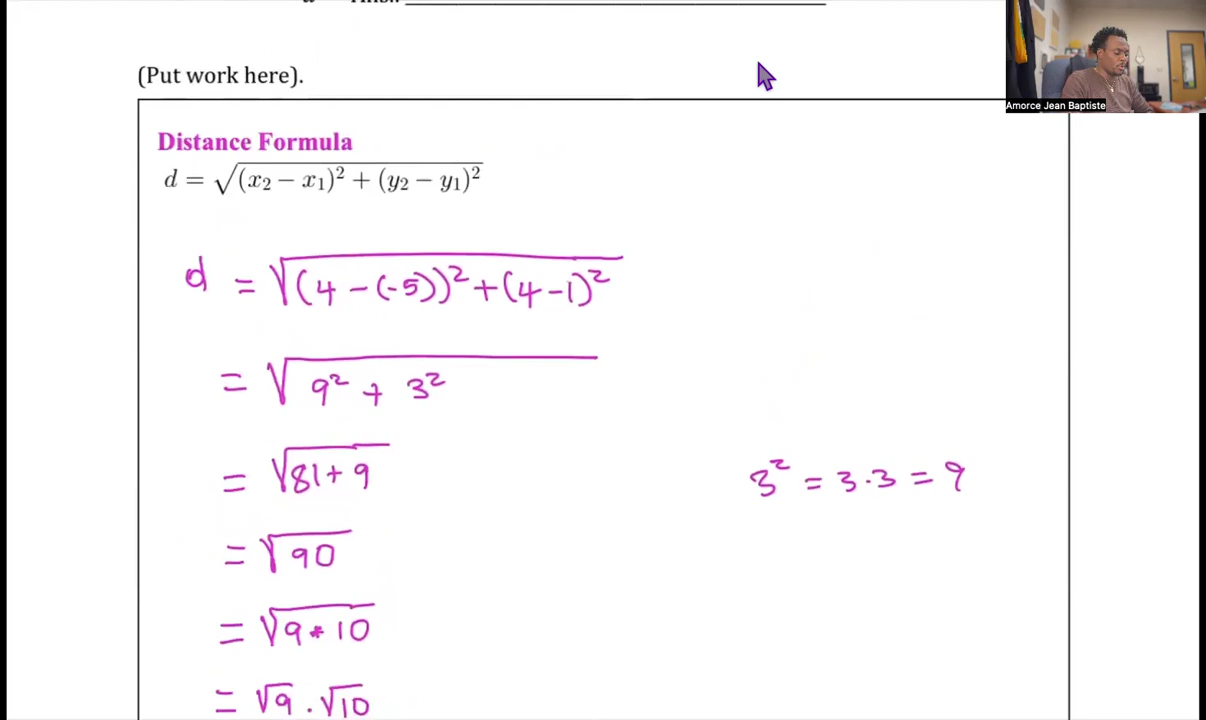 (Put work here).
Amorce Jean Baptiste
Distance Formula
d = √(x₂ − x₁)² + (y₂ − y₁)²
d = √(4 − (-5))² + (4 − 1)²
= √9² + 3²
= √81 + 9
3² = 3 · 3 = 9
= √90
= √9 * 10
= √9 · √10